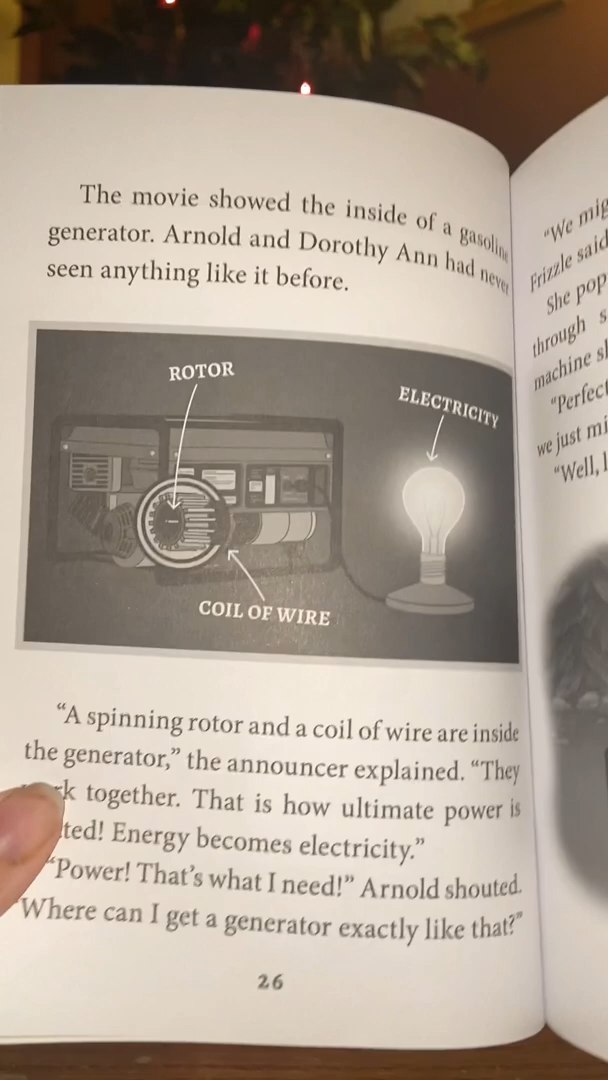 The movie showed the inside of a gasoline
generator. Arnold and Dorothy Ann had never
seen anything like it before.
ROTOR
ELECTRICITY
COIL OF WIRE
“A spinning rotor and a coil of wire are inside
the generator,” the announcer explained. “They
together. That is how ultimate power is
Energy becomes electricity.”
“Power! That’s what I need!” Arnold shouted.
“Where can I get a generator exactly like that?”
26
“We
Frizzle said
She
through
machine
“Perfect
we just
“Well,